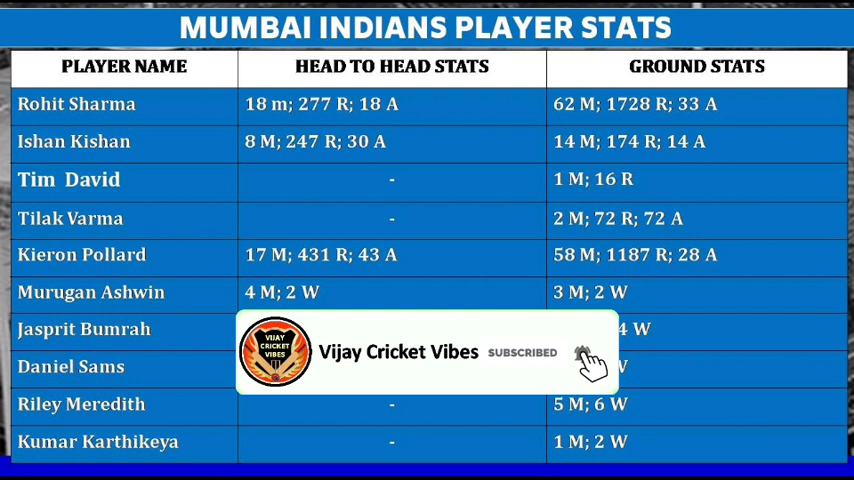 MUMBAI INDIANS PLAYER STATS
PLAYER NAME HEAD TO HEAD STATS GROUND STATS
Rohit Sharma 18 m; 277 R; 18 A 62 M; 1728 R; 33 A
Ishan Kishan 8 M; 247 R; 30 A 14 M; 174 R; 14 A
Tim David - 1 M; 16 R
Tilak Varma - 2 M; 72 R; 72 A
Kieron Pollard 17 M; 431 R; 43 A 58 M; 1187 R; 28 A
Murugan Ashwin 4 M; 2 W 3 M; 2 W
Jasprit Bumrah 4 W
VIJAY CRICKET VIBES
Vijay Cricket Vibes SUBSCRIBED
Daniel Sams W
Riley Meredith - 5 M; 6 W
Kumar Karthikeya - 1 M; 2 W